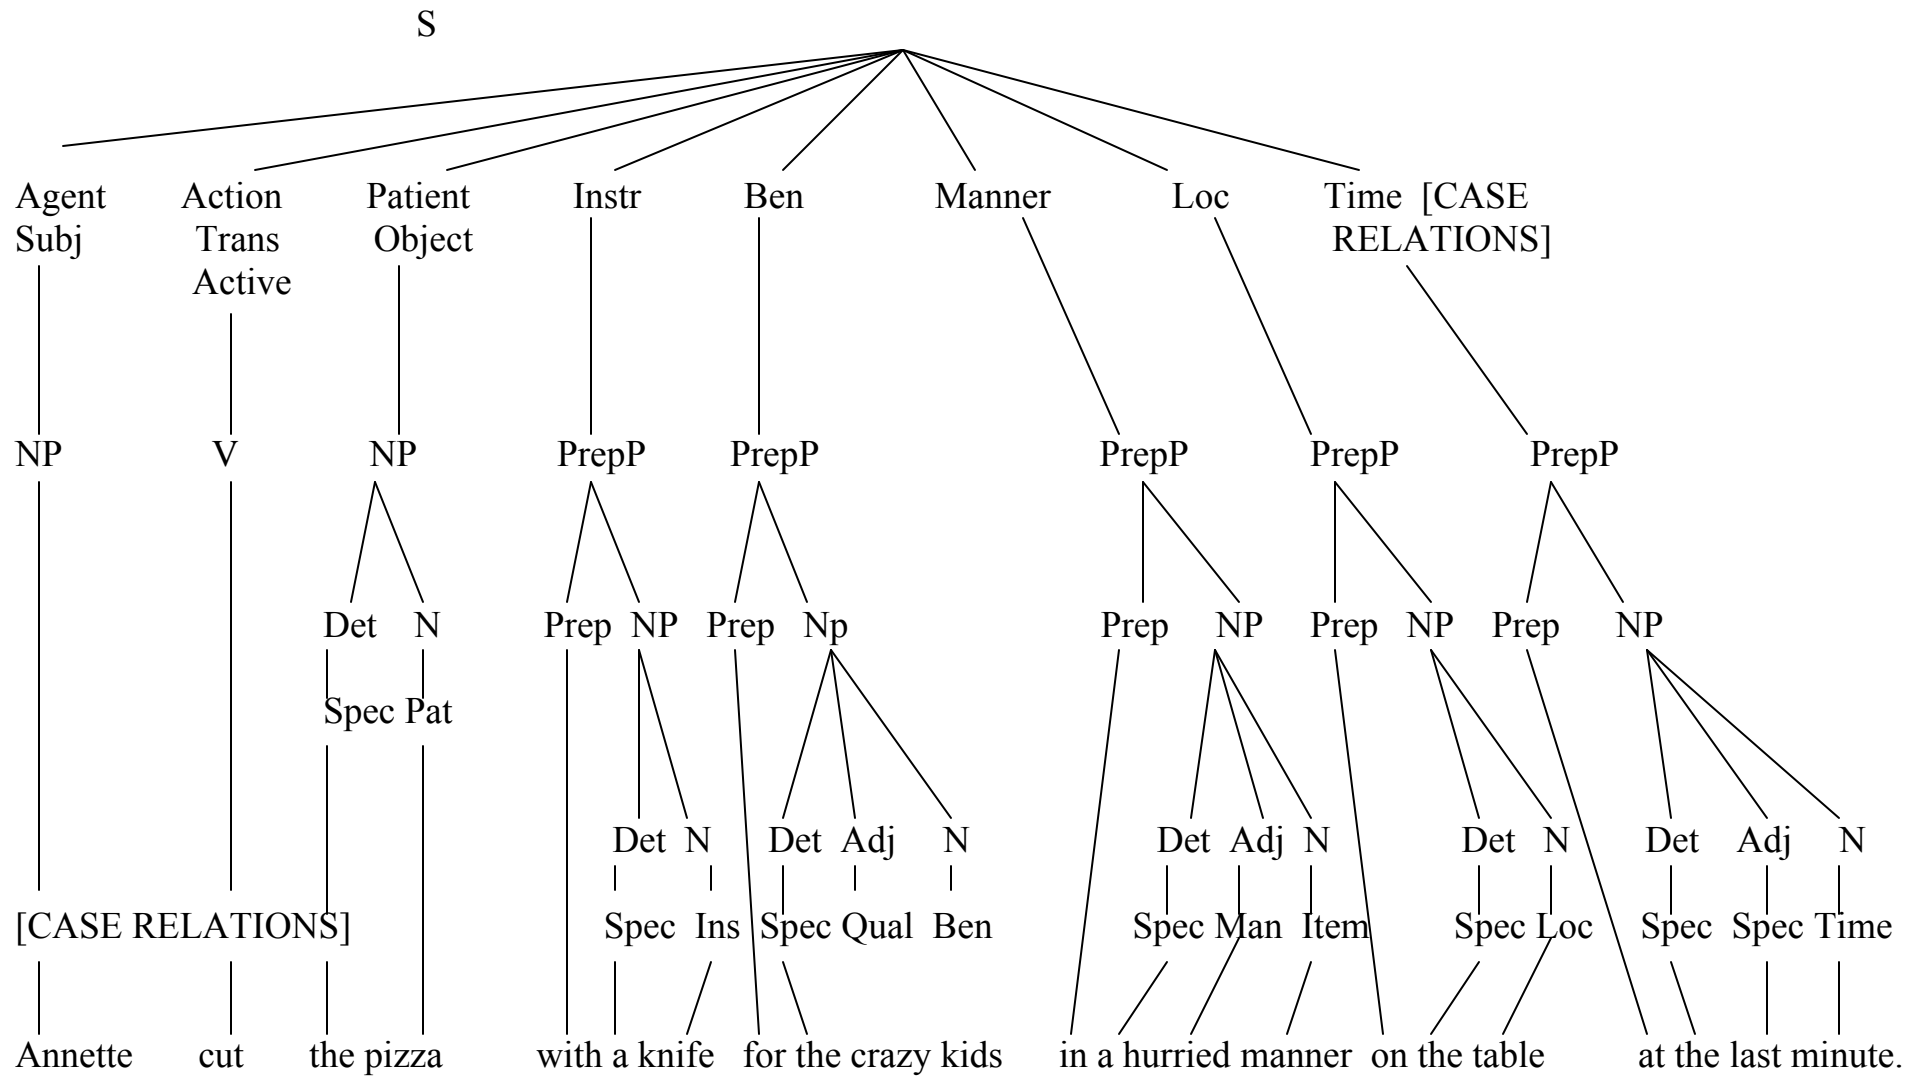 S
Agent Action Patient Instr Ben Manner Loc Time [CASE
Subj Trans Object RELATIONS]
Active
NP V NP PrepP PrepP PrepP PrepP PrepP
Det N Prep NP Prep Np Prep NP Prep NP Prep NP
Spec Pat
Det N Det Adj N Det Adj N Det N Det Adj N
[CASE RELATIONS] Spec Ins Spec Qual Ben Spec Man Item Spec Loc Spec Spec Time
Annette cut the pizza with a knife for the crazy kids in a hurried manner on the table at the last minute.